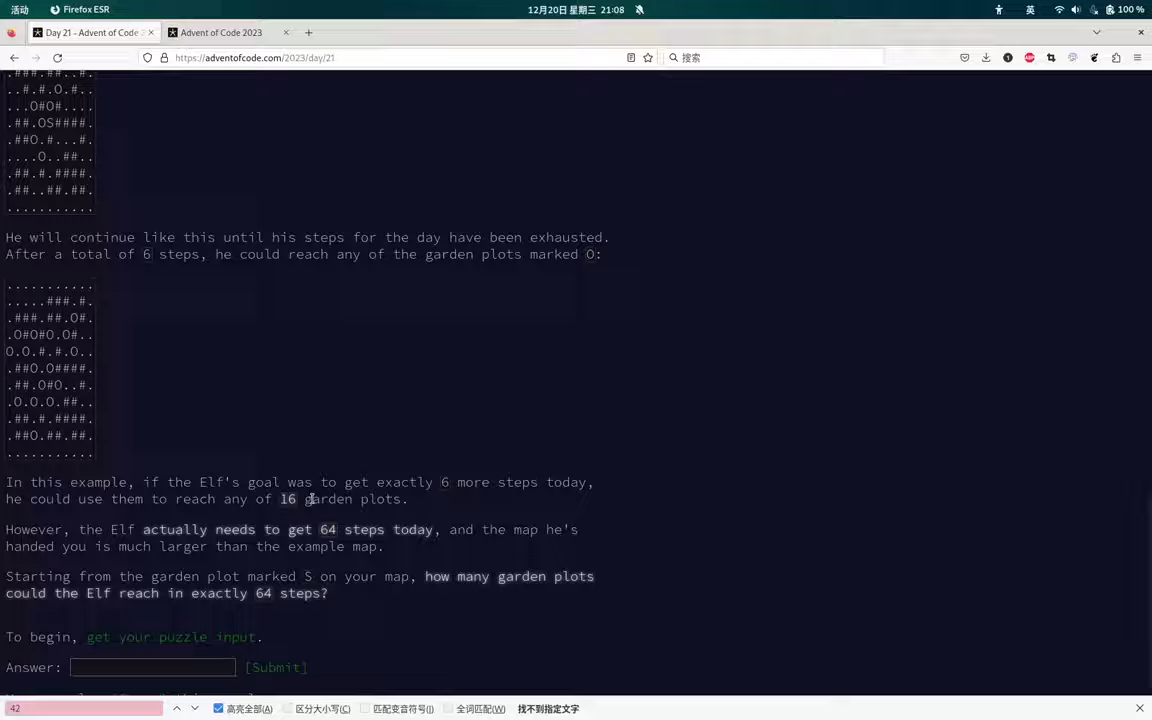 活动 Firefox ESR 12月20日 星期三 21:08 英 100 %
Day 21 - Advent of Code 2 Advent of Code 2023
https://adventofcode.com/2023/day/21 搜索
.###.##..#.
..#.#.O.#..
...O#O#....
.##.OS####.
.##O.#...#.
....O..##..
.##.#.####.
.##..##.##.
...........
He will continue like this until his steps for the day have been exhausted.
After a total of 6 steps, he could reach any of the garden plots marked O:
...........
.....###.#.
.###.##.O#.
.O#O#O.O#..
O.O.#.#.O..
.##O.O####.
.##.O#O..#.
.O.O.O.##..
.##.#.####.
.##O.##.##.
...........
In this example, if the Elf's goal was to get exactly 6 more steps today,
he could use them to reach any of 16 garden plots.
However, the Elf actually needs to get 64 steps today, and the map he's
handed you is much larger than the example map.
Starting from the garden plot marked S on your map, how many garden plots
could the Elf reach in exactly 64 steps?
To begin, get your puzzle input.
Answer: [Submit]
42 高亮全部(A) 区分大小写(C) 匹配变音符号(I) 全词匹配(W) 找不到指定文字